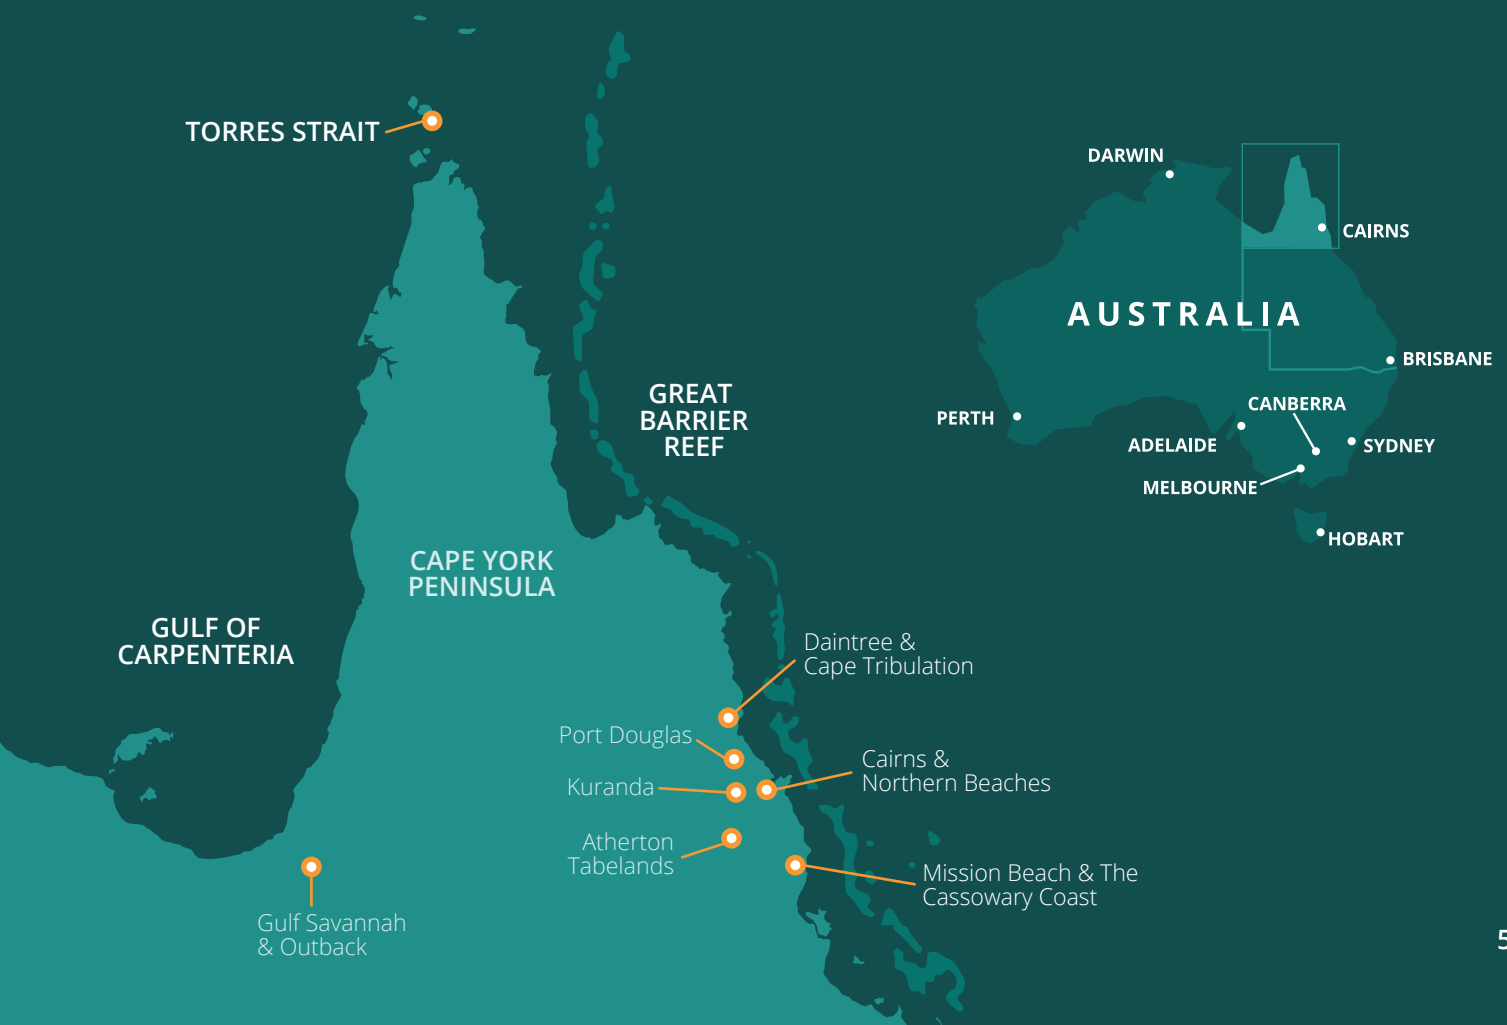 TORRES STRAIT
GREAT
BARRIER
REEF
CAPE YORK
PENINSULA
GULF OF
CARPENTERIA
Daintree &
Cape Tribulation
Port Douglas
Cairns &
Northern Beaches
Kuranda
Atherton
Tabelands
Mission Beach & The
Cassowary Coast
Gulf Savannah
& Outback
DARWIN
CAIRNS
AUSTRALIA
BRISBANE
CANBERRA
PERTH
ADELAIDE
SYDNEY
MELBOURNE
HOBART
5